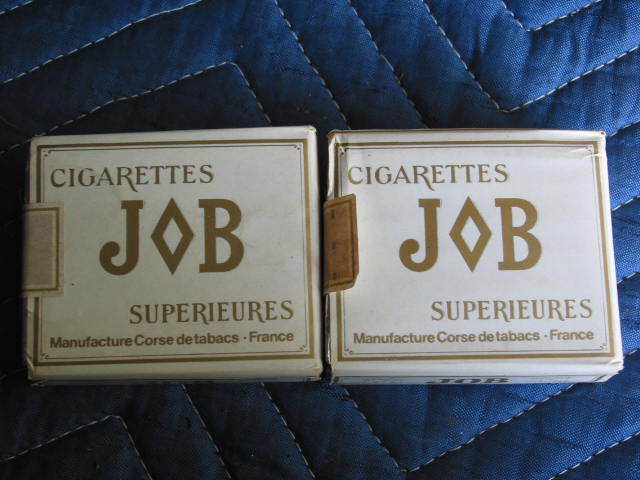 CIGARETTES
JOB
SUPERIEURES
Manufacture Corse de tabacs · France
CIGARETTES
JOB
SUPERIEURES
Manufacture Corse de tabacs · France
JOB